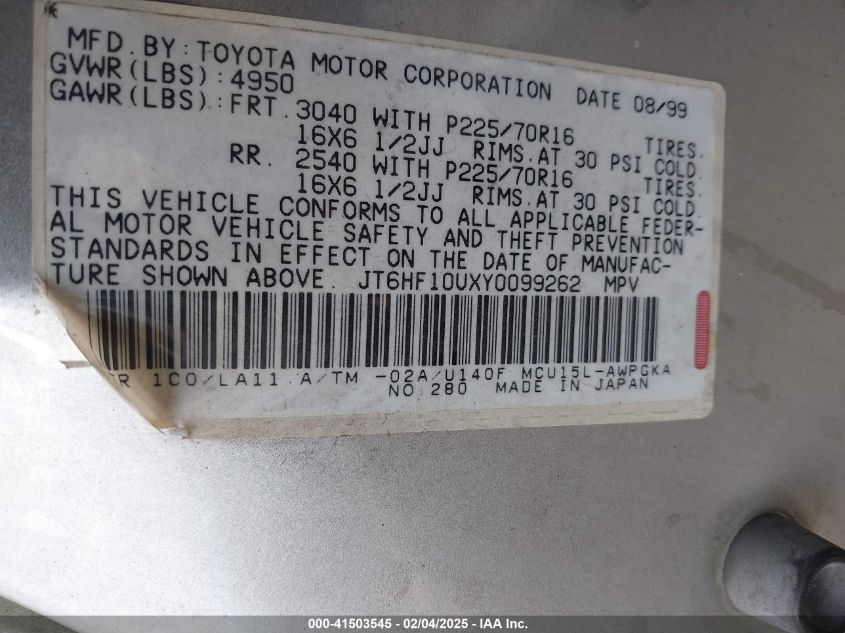 MFD. BY: TOYOTA MOTOR CORPORATION DATE 08/99
GVWR(LBS): 4950
GAWR(LBS): FRT. 3040 WITH P225/70R16 TIRES.
16X6 1/2JJ RIMS. AT 30 PSI COLD.
RR. 2540 WITH P225/70R16 TIRES.
16X6 1/2JJ RIMS. AT 30 PSI COLD.
THIS VEHICLE CONFORMS TO ALL APPLICABLE FEDER-
AL MOTOR VEHICLE SAFETY AND THEFT PREVENTION
STANDARDS IN EFFECT ON THE DATE OF MANUFAC-
TURE SHOWN ABOVE. JT6HF10UXY0099262 MPV
R 1C0/LA11 A/TM -02A/U140F MCU15L-AWPGKA
NO.280 MADE IN JAPAN
000-41503545 - 02/04/2025 - IAA Inc.